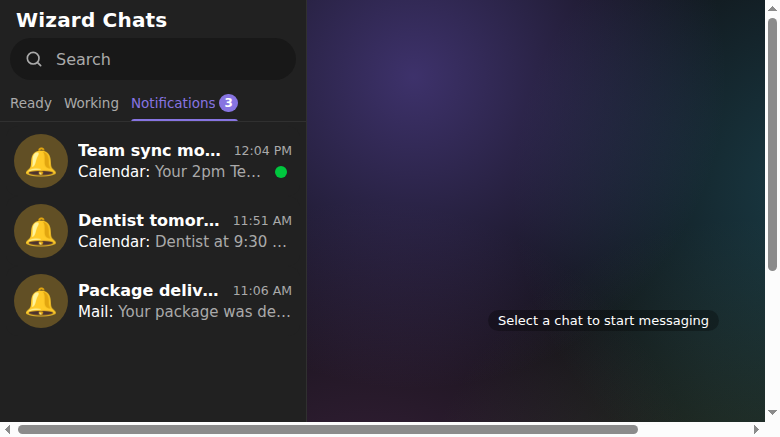 Wizard Chats
Search
Ready Working Notifications 3
Team sync mo... 12:04 PM
Calendar: Your 2pm Te...
Dentist tomor... 11:51 AM
Calendar: Dentist at 9:30 ...
Package deliv... 11:06 AM
Mail: Your package was de...
Select a chat to start messaging